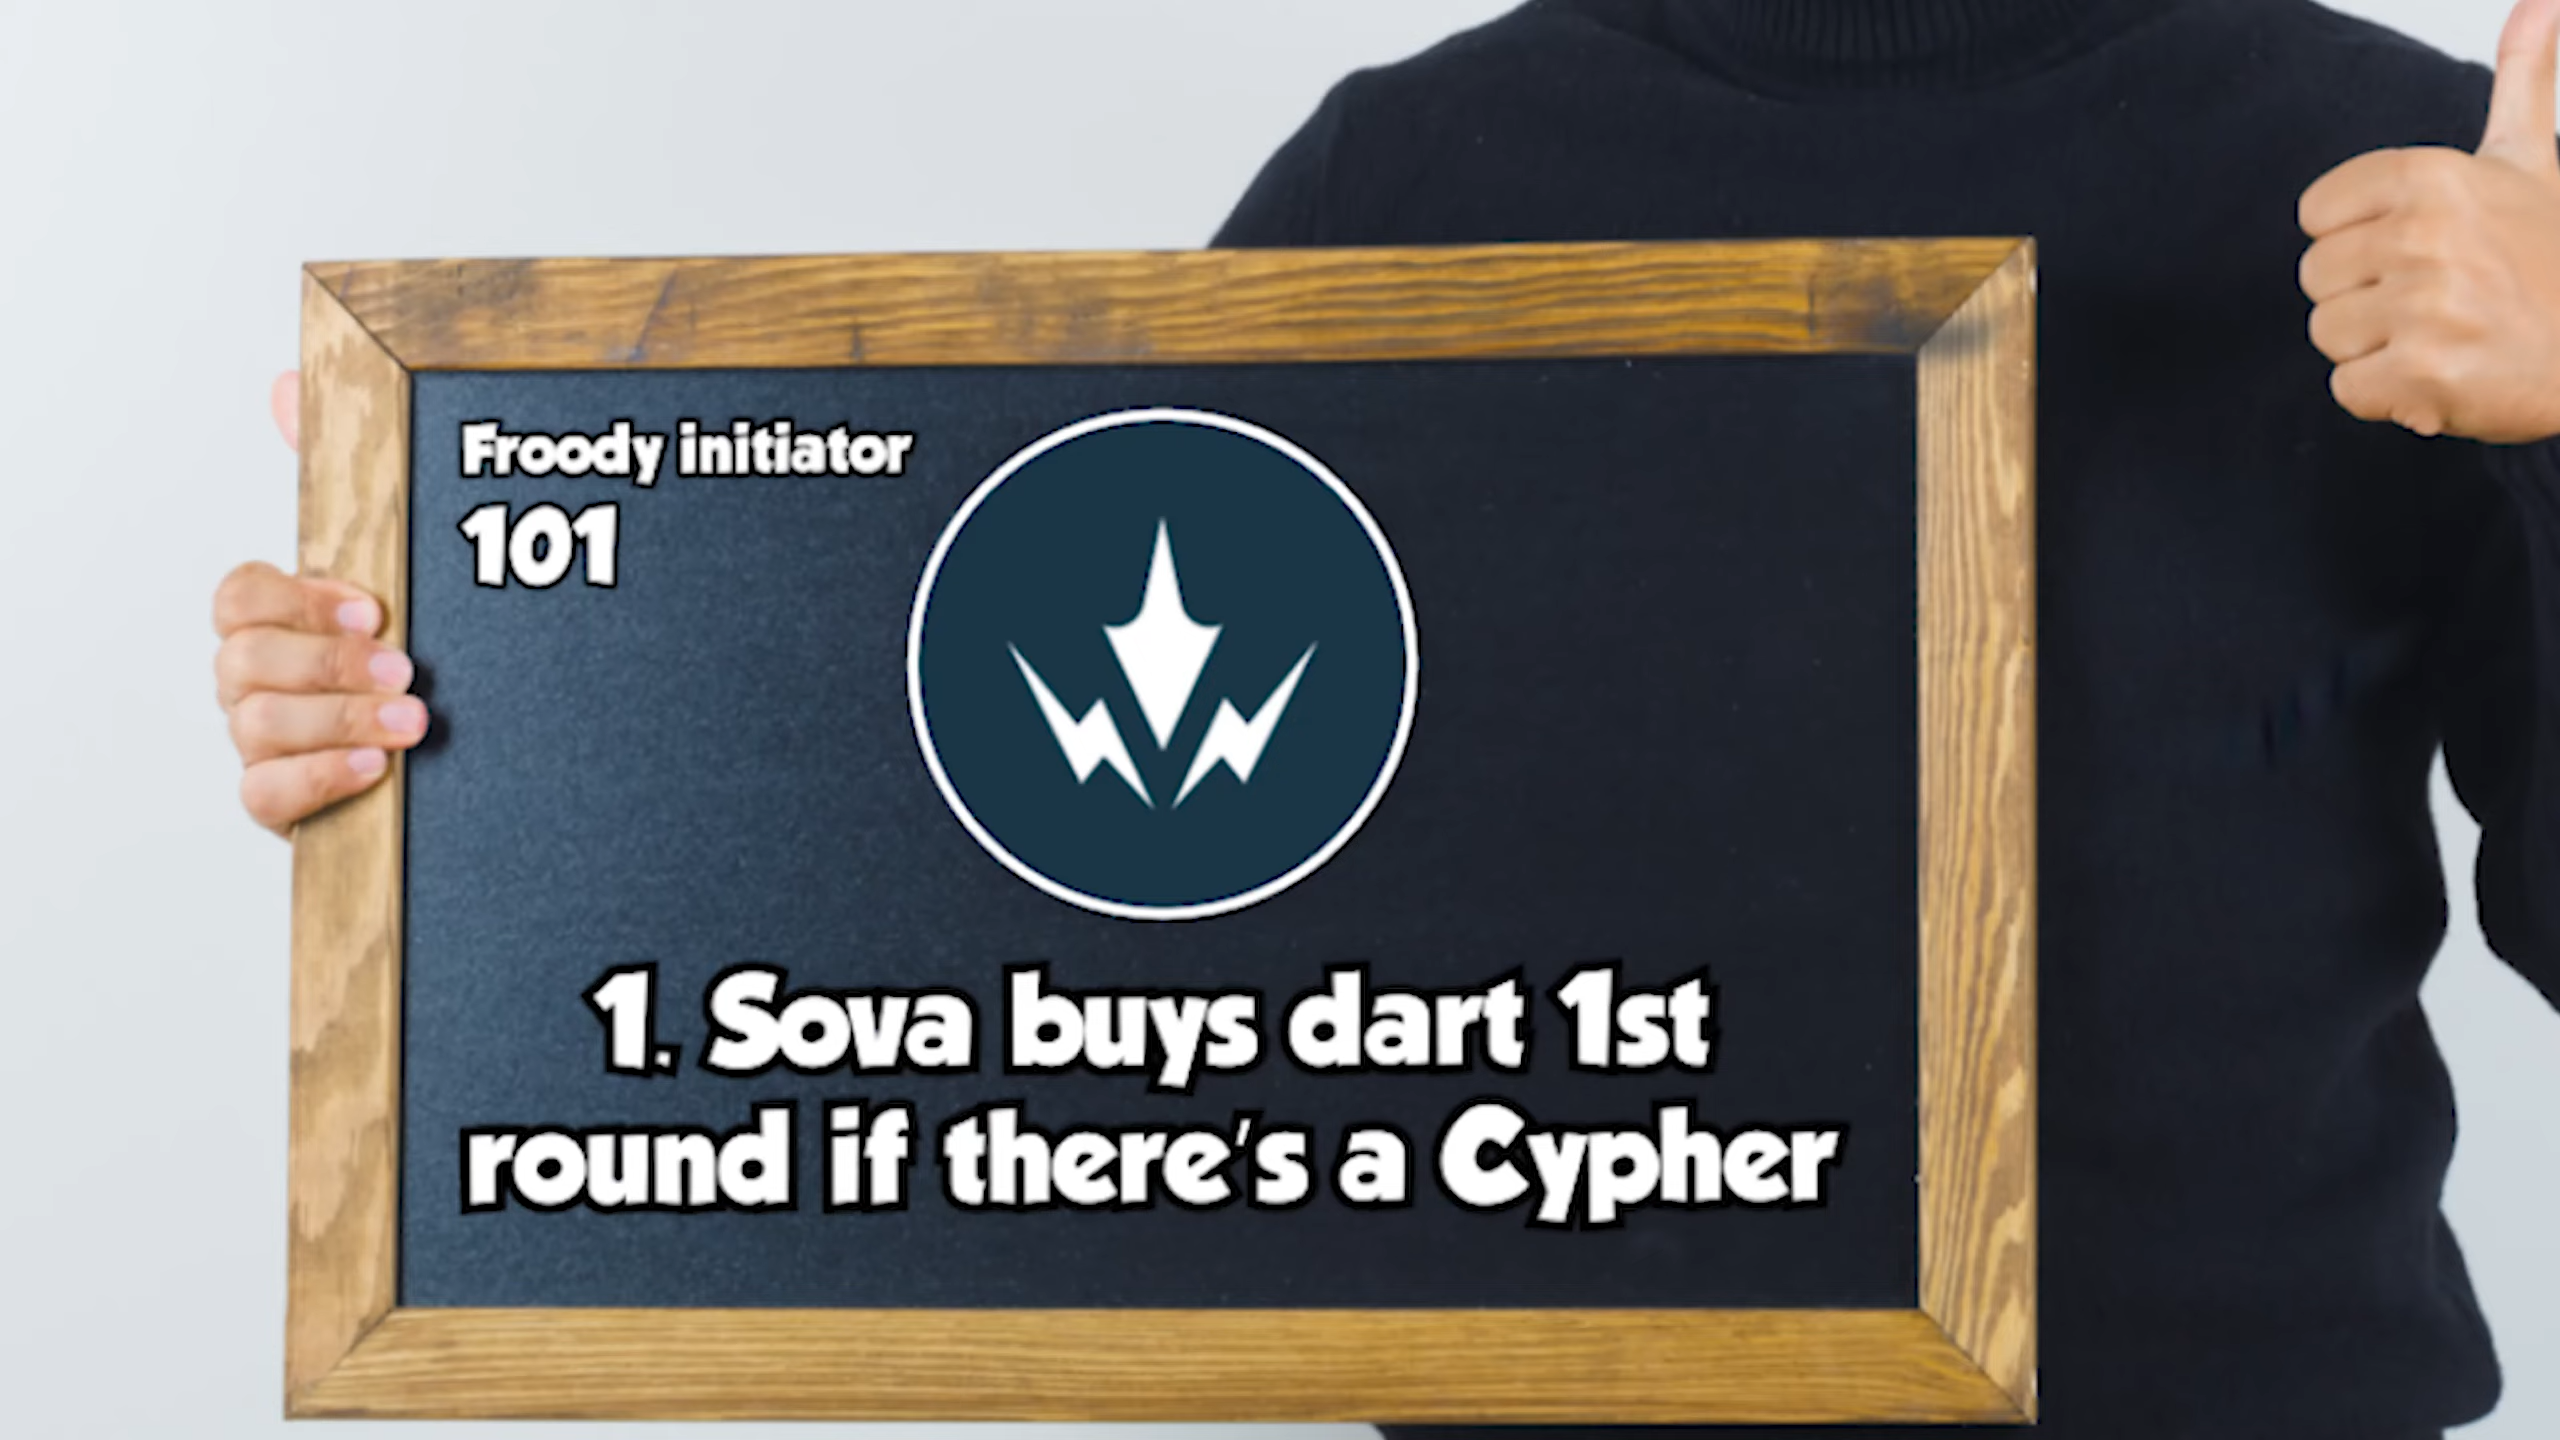 Froody initiator
101
1. Sova buys dart 1st
round if there's a Cypher